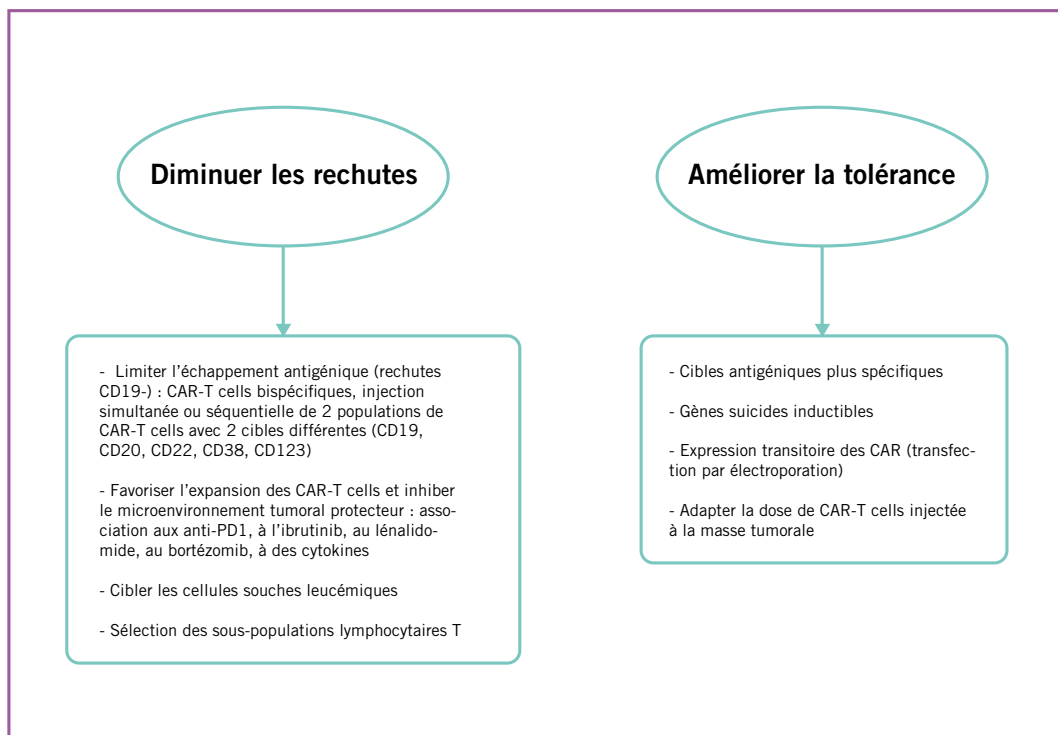 Diminuer les rechutes
- Limiter l'échappement antigénique (rechutes
CD19-) : CAR-T cells bispécifiques, injection
simultanée ou séquentielle de 2 populations de
CAR-T cells avec 2 cibles différentes (CD19,
CD20, CD22, CD38, CD123)
- Favoriser l'expansion des CAR-T cells et inhiber
le microenvironnement tumoral protecteur : asso-
ciation aux anti-PD1, à l'ibrutinib, au lénalido-
mide, au bortézomib, à des cytokines
- Cibler les cellules souches leucémiques
- Sélection des sous-populations lymphocytaires T
Améliorer la tolérance
- Cibles antigéniques plus spécifiques
- Gènes suicides inductibles
- Expression transitoire des CAR (transfec-
tion par électroporation)
- Adapter la dose de CAR-T cells injectée
à la masse tumorale